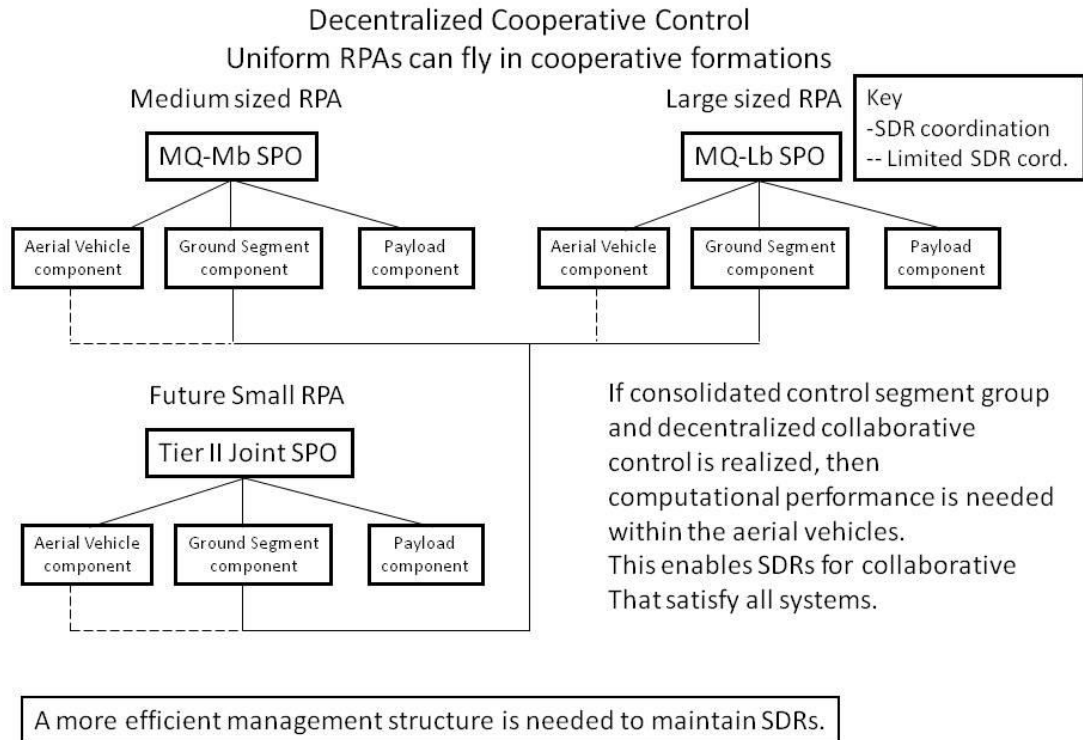 Decentralized Cooperative Control
Uniform RPAs can fly in cooperative formations
Medium sized RPA
MQ-Mb SPO
Aerial Vehicle
component
Ground Segment
component
Payload
component
Large sized RPA
MQ-Lb SPO
Aerial Vehicle
component
Ground Segment
component
Payload
component
Key
-SDR coordination
-- Limited SDR cord.
Future Small RPA
Tier II Joint SPO
Aerial Vehicle
component
Ground Segment
component
Payload
component
If consolidated control segment group
and decentralized collaborative
control is realized, then
computational performance is needed
within the aerial vehicles.
This enables SDRs for collaborative
That satisfy all systems.
A more efficient management structure is needed to maintain SDRs.